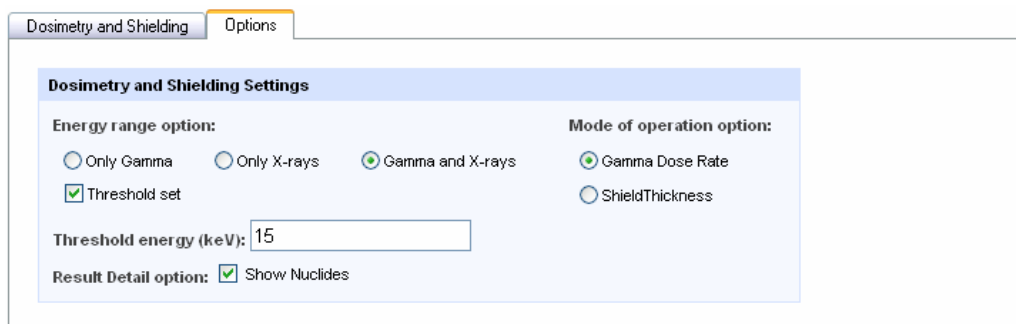 Dosimetry and Shielding Options
Dosimetry and Shielding Settings
Energy range option: Mode of operation option:
Only Gamma Only X-rays Gamma and X-rays Gamma Dose Rate
Threshold set ShieldThickness
Threshold energy (keV): 15
Result Detail option: Show Nuclides